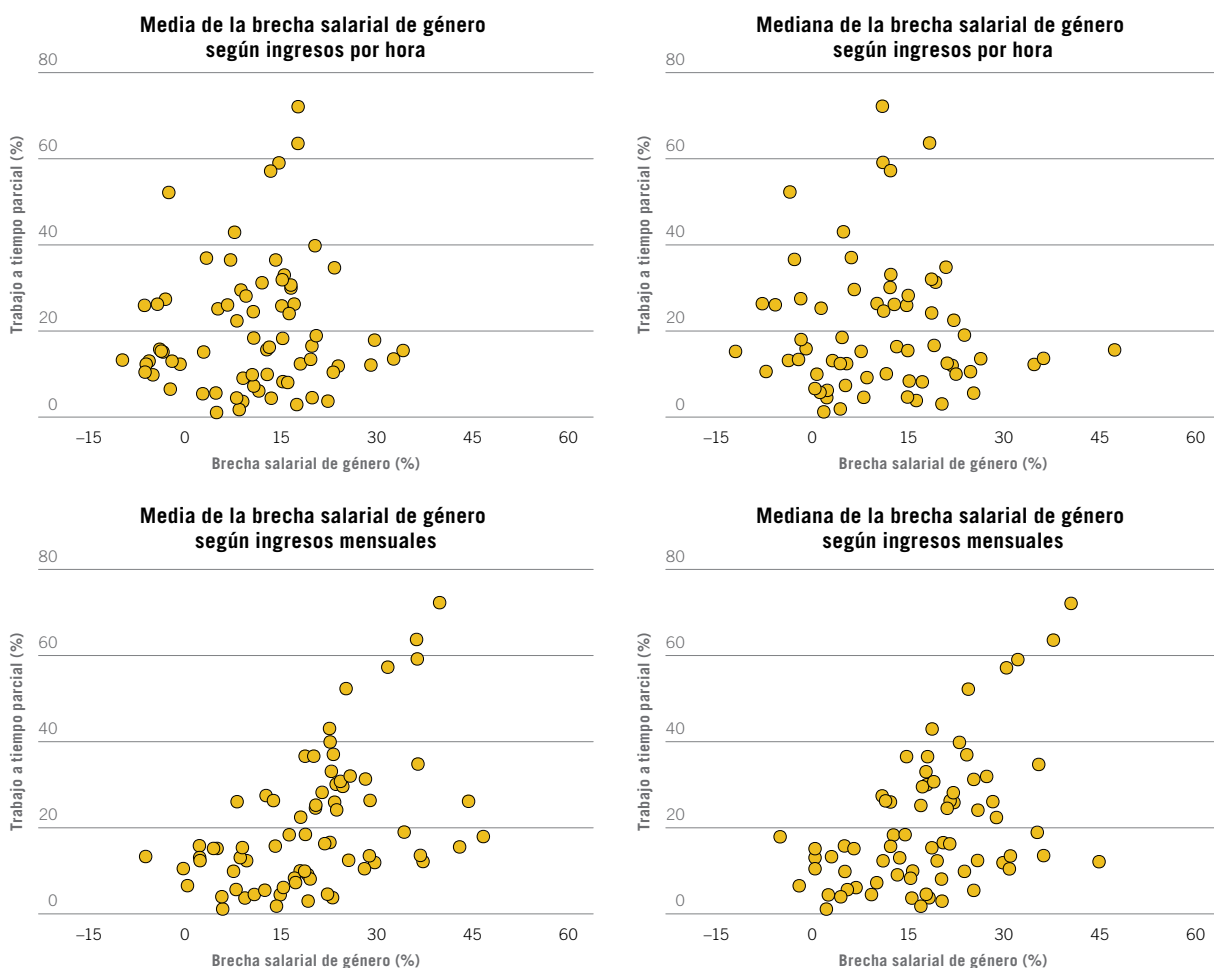 Media de la brecha salarial de género
según ingresos por hora
80
60
40
20
0
Trabajo a tiempo parcial (%)
–15 0 15 30 45 60
Brecha salarial de género (%)
Mediana de la brecha salarial de género
según ingresos por hora
80
60
40
20
0
Trabajo a tiempo parcial (%)
–15 0 15 30 45 60
Brecha salarial de género (%)
Media de la brecha salarial de género
según ingresos mensuales
80
60
40
20
0
Trabajo a tiempo parcial (%)
–15 0 15 30 45 60
Brecha salarial de género (%)
Mediana de la brecha salarial de género
según ingresos mensuales
80
60
40
20
0
Trabajo a tiempo parcial (%)
–15 0 15 30 45 60
Brecha salarial de género (%)